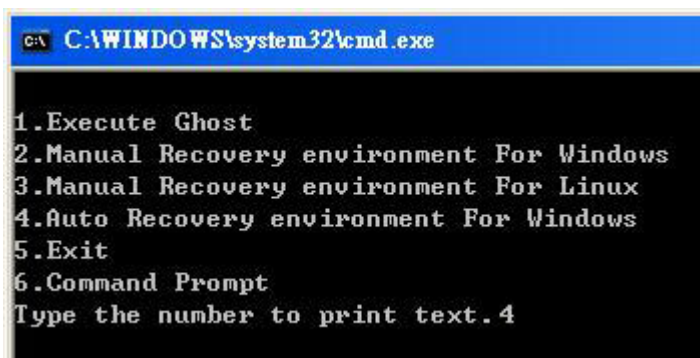 C:\WINDOWS\system32\cmd.exe
1.Execute Ghost
2.Manual Recovery environment For Windows
3.Manual Recovery environment For Linux
4.Auto Recovery environment For Windows
5.Exit
6.Command Prompt
Type the number to print text.4